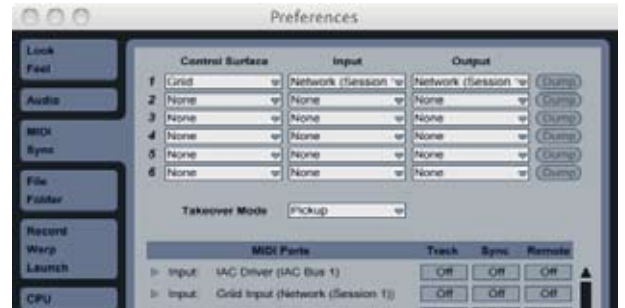 Preferences
Look
Feel
Audio
MIDI
Sync
File
Folder
Record
Warp
Launch
CPU
Control Surface Input Output
1 Griid Network (Session Network (Session Dump
2 None None None Dump
3 None None None Dump
4 None None None Dump
5 None None None Dump
6 None None None Dump
Takeover Mode Pickup
MIDI Ports Track Sync Remote
Input: IAC Driver (IAC Bus 1) Off Off Off
Input: Griid Input (Network (Session 1)) Off Off Off